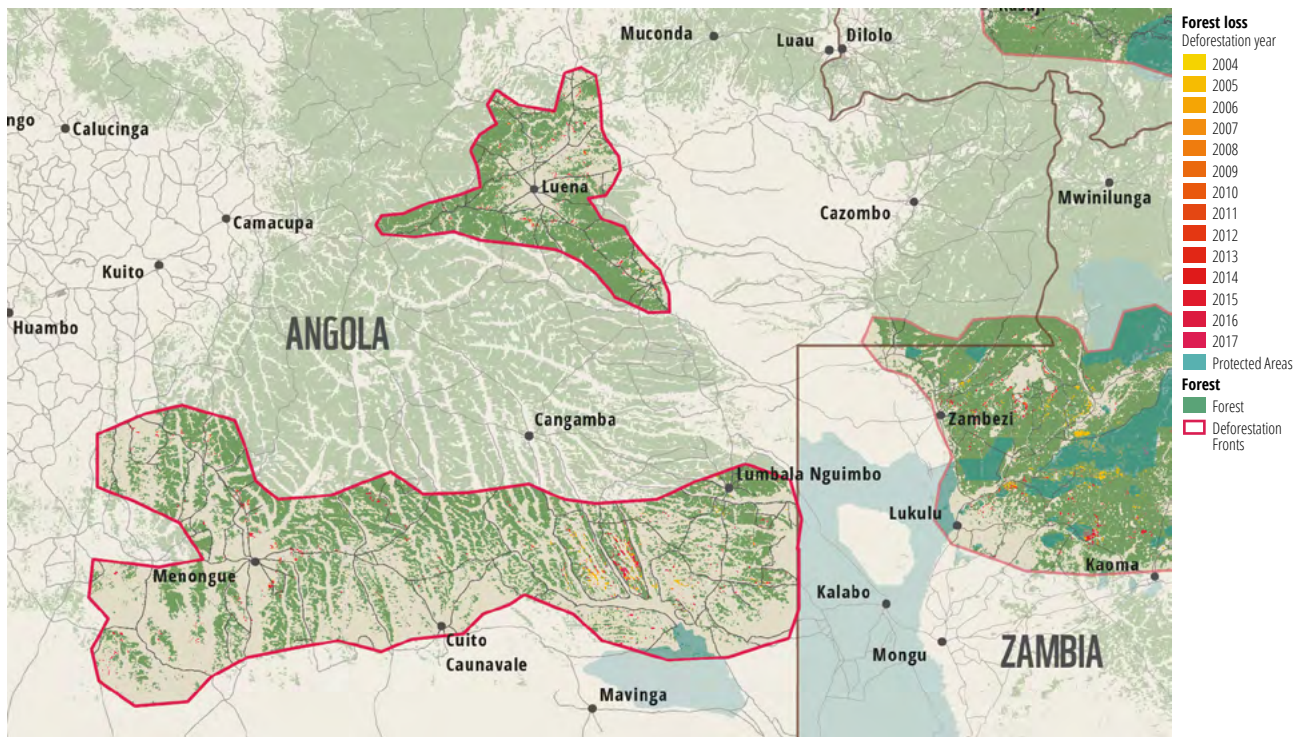 Muconda
Luau
Dilolo
ngo
Calucinga
Luena
Mwinilunga
Cazombo
Camacupa
Kuito
Huambo
ANGOLA
Cangamba
Zambezi
Lumbala Nguimbo
Lukulu
Kaoma
Menongue
Kalabo
Cuito
Caunavale
Mongu
ZAMBIA
Mavinga
Forest loss
Deforestation year
2004
2005
2006
2007
2008
2009
2010
2011
2012
2013
2014
2015
2016
2017
Protected Areas
Forest
Forest
Deforestation
Fronts